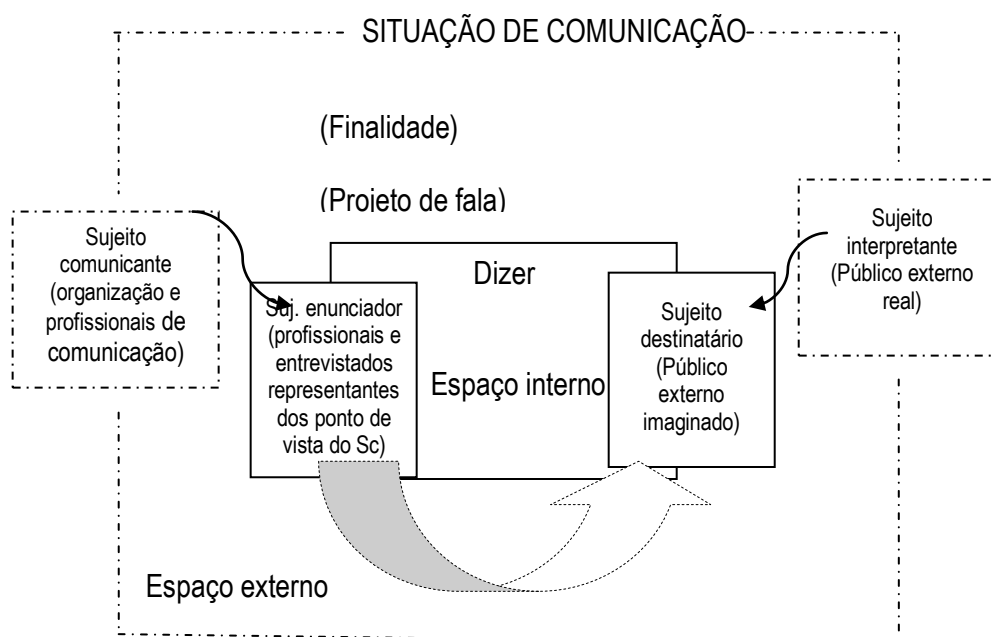 SITUAÇÃO DE COMUNICAÇÃO
(Finalidade)
(Projeto de fala)
Sujeito
comunicante
(organização e
profissionais de
comunicação)
Suj. enunciador
(profissionais e
entrevistados
representantes
dos ponto de
vista do Sc)
Dizer
Espaço interno
Sujeito
destinatário
(Público
externo
imaginado)
Sujeito
interpretante
(Público externo
real)
Espaço externo